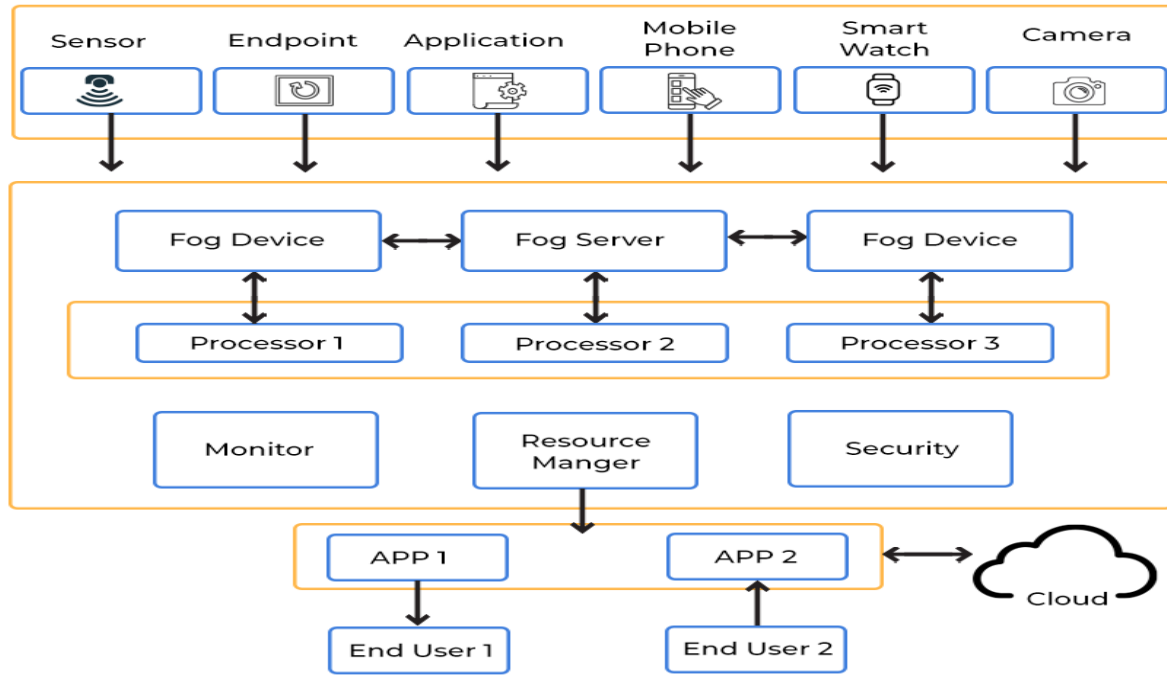 Sensor
Endpoint
Application
Mobile
Phone
Smart
Watch
Camera
Fog Device
Fog Server
Fog Device
Processor 1
Processor 2
Processor 3
Monitor
Resource
Manger
Security
APP 1
APP 2
Cloud
End User 1
End User 2